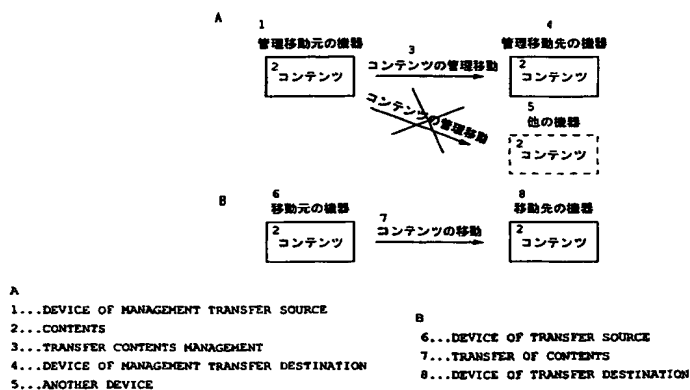 A
1
管理移動元の機器
2
コンテンツ
3
コンテンツの管理移動
4
管理移動先の機器
2
コンテンツ
コンテンツの管理移動
5
他の機器
2
コンテンツ
B
6
移動元の機器
2
コンテンツ
7
コンテンツの移動
8
移動先の機器
2
コンテンツ
A
1...DEVICE OF MANAGEMENT TRANSFER SOURCE
2...CONTENTS
3...TRANSFER CONTENTS MANAGEMENT
4...DEVICE OF MANAGEMENT TRANSFER DESTINATION
5...ANOTHER DEVICE
B
6...DEVICE OF TRANSFER SOURCE
7...TRANSFER OF CONTENTS
8...DEVICE OF TRANSFER DESTINATION